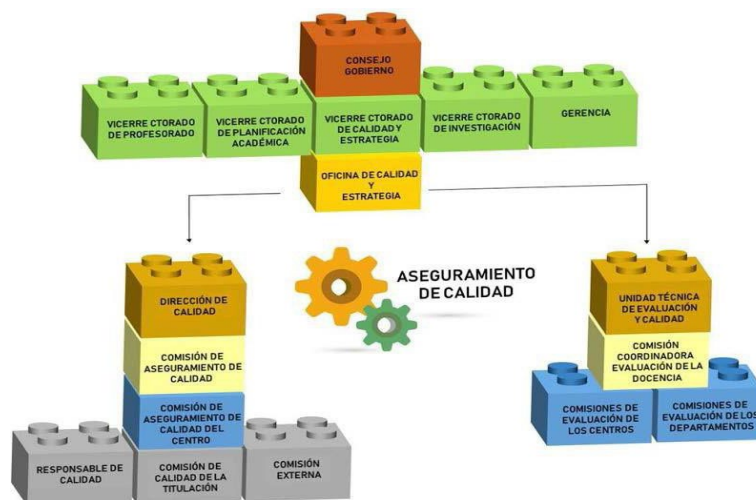 CONSEJO
GOBIERNO
VICERRE CTORADO
DE PROFESORADO
VICERRE CTORADO
DE PLANIFICACIÓN
ACADÉMICA
VICERRE CTORADO
DE CALIDAD Y
ESTRATEGIA
VICERRE CTORADO
DE INVESTIGACIÓN
GERENCIA
OFICINA DE CALIDAD
Y
ESTRATEGIA
DIRECCIÓN DE
CALIDAD
ASEGURAMIENTO
DE CALIDAD
UNIDAD TÉCNICA
DE EVALUACIÓN
Y CALIDAD
COMISIÓN DE
ASEGURAMIENTO DE
CALIDAD
COMISIÓN
COORDINADORA
EVALUACIÓN DE LA
DOCENCIA
COMISIÓN DE
ASEGURAMIENTO DE
CALIDAD DEL
CENTRO
COMISIONES DE
EVALUACIÓN DE
LOS CENTROS
COMISIONES DE
EVALUACIÓN DE LOS
DEPARTAMENTOS
RESPONSABLE DE
CALIDAD
COMISIÓN DE
CALIDAD DE LA
TITULACIÓN
COMISIÓN
EXTERNA